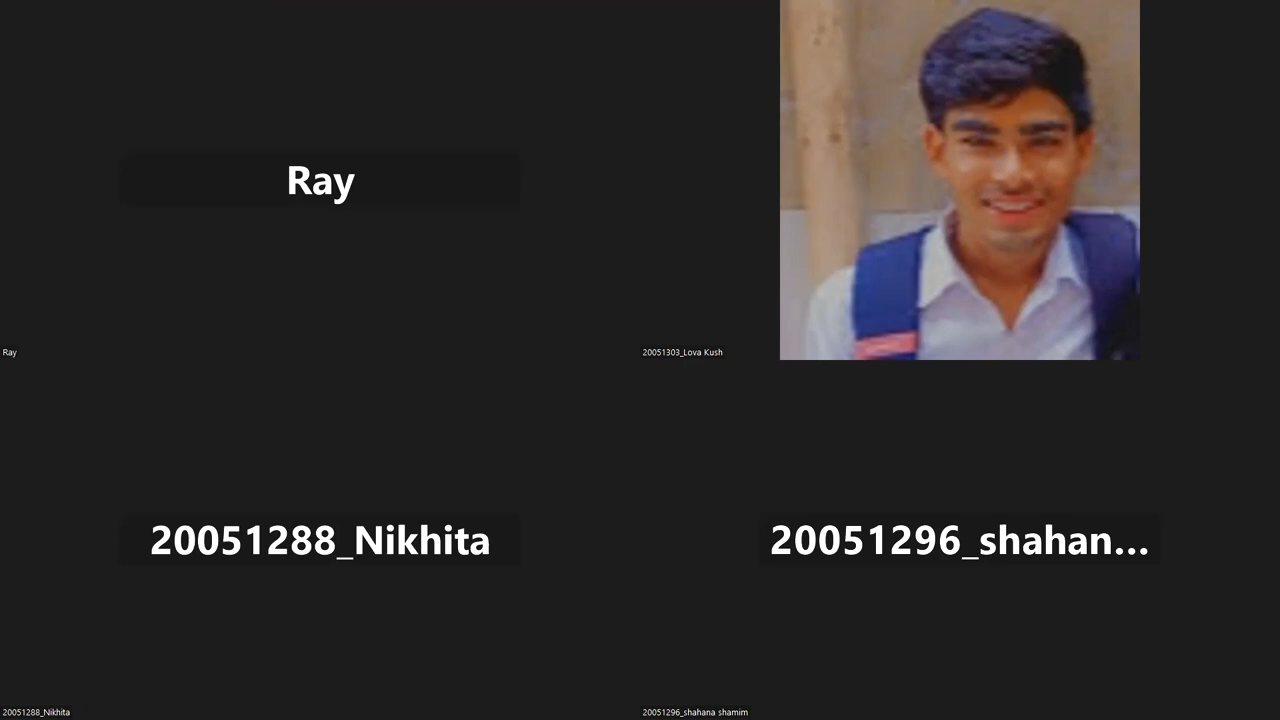 Ray
Ray
20051303_Lova Kush
20051288_Nikhita
20051296_shahan...
20051288_Nikhita
20051296_shahana shamim